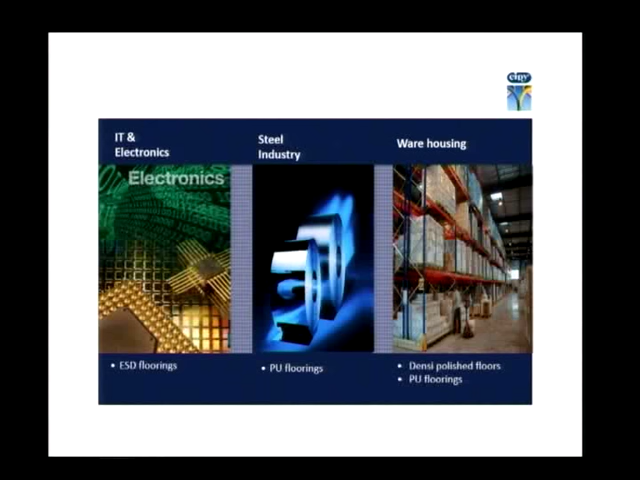 IT &
Electronics
Steel
Industry
Ware housing
Electronics
• ESD floorings
• PU floorings
• Densi polished floors
• PU floorings